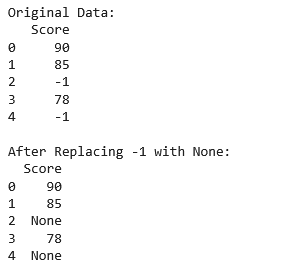 Original Data:
   Score
0     90
1     85
2     -1
3     78
4     -1

After Replacing -1 with None:
  Score
0    90
1    85
2  None
3    78
4  None